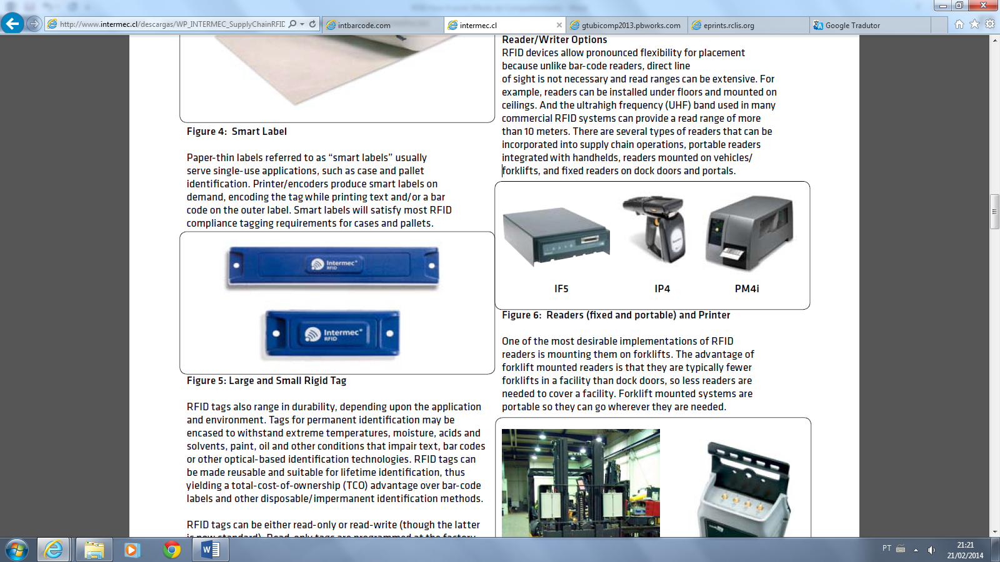 http://www.intermec.cl/descargas/WP_INTERMEC_SupplyChainRFID
intbarcode.com
intermec.cl
gtubicomp2013.pbworks.com
eprints.rclis.org
Google Tradutor
Figure 4: Smart Label
Paper-thin labels referred to as “smart labels” usually
serve single-use applications, such as case and pallet
identification. Printer/encoders produce smart labels on
demand, encoding the tag while printing text and/or a bar
code on the outer label. Smart labels will satisfy most RFID
compliance tagging requirements for cases and pallets.
Intermec
RFID
Intermec
RFID
Figure 5: Large and Small Rigid Tag
RFID tags also range in durability, depending upon the application
and environment. Tags for permanent identification may be
encased to withstand extreme temperatures, moisture, acids and
solvents, paint, oil and other conditions that impair text, bar codes
or other optical-based identification technologies. RFID tags can
be made reusable and suitable for lifetime identification, thus
yielding a total-cost-of-ownership (TCO) advantage over bar-code
labels and other disposable/impermanent identification methods.
RFID tags can be either read-only or read-write (though the latter
is now standard). Read-only tags are programmed at the factory
Reader/Writer Options
RFID devices allow pronounced flexibility for placement
because unlike bar-code readers, direct line
of sight is not necessary and read ranges can be extensive. For
example, readers can be installed under floors and mounted on
ceilings. And the ultrahigh frequency (UHF) band used in many
commercial RFID systems can provide a read range of more
than 10 meters. There are several types of readers that can be
incorporated into supply chain operations, portable readers
integrated with handhelds, readers mounted on vehicles/
forklifts, and fixed readers on dock doors and portals.
IF5 IP4 PM4i
Figure 6: Readers (fixed and portable) and Printer
One of the most desirable implementations of RFID
readers is mounting them on forklifts. The advantage of
forklift mounted readers is that they are typically fewer
forklifts in a facility than dock doors, so less readers are
needed to cover a facility. Forklift mounted systems are
portable so they can go wherever they are needed.
PT
21:21
21/02/2014